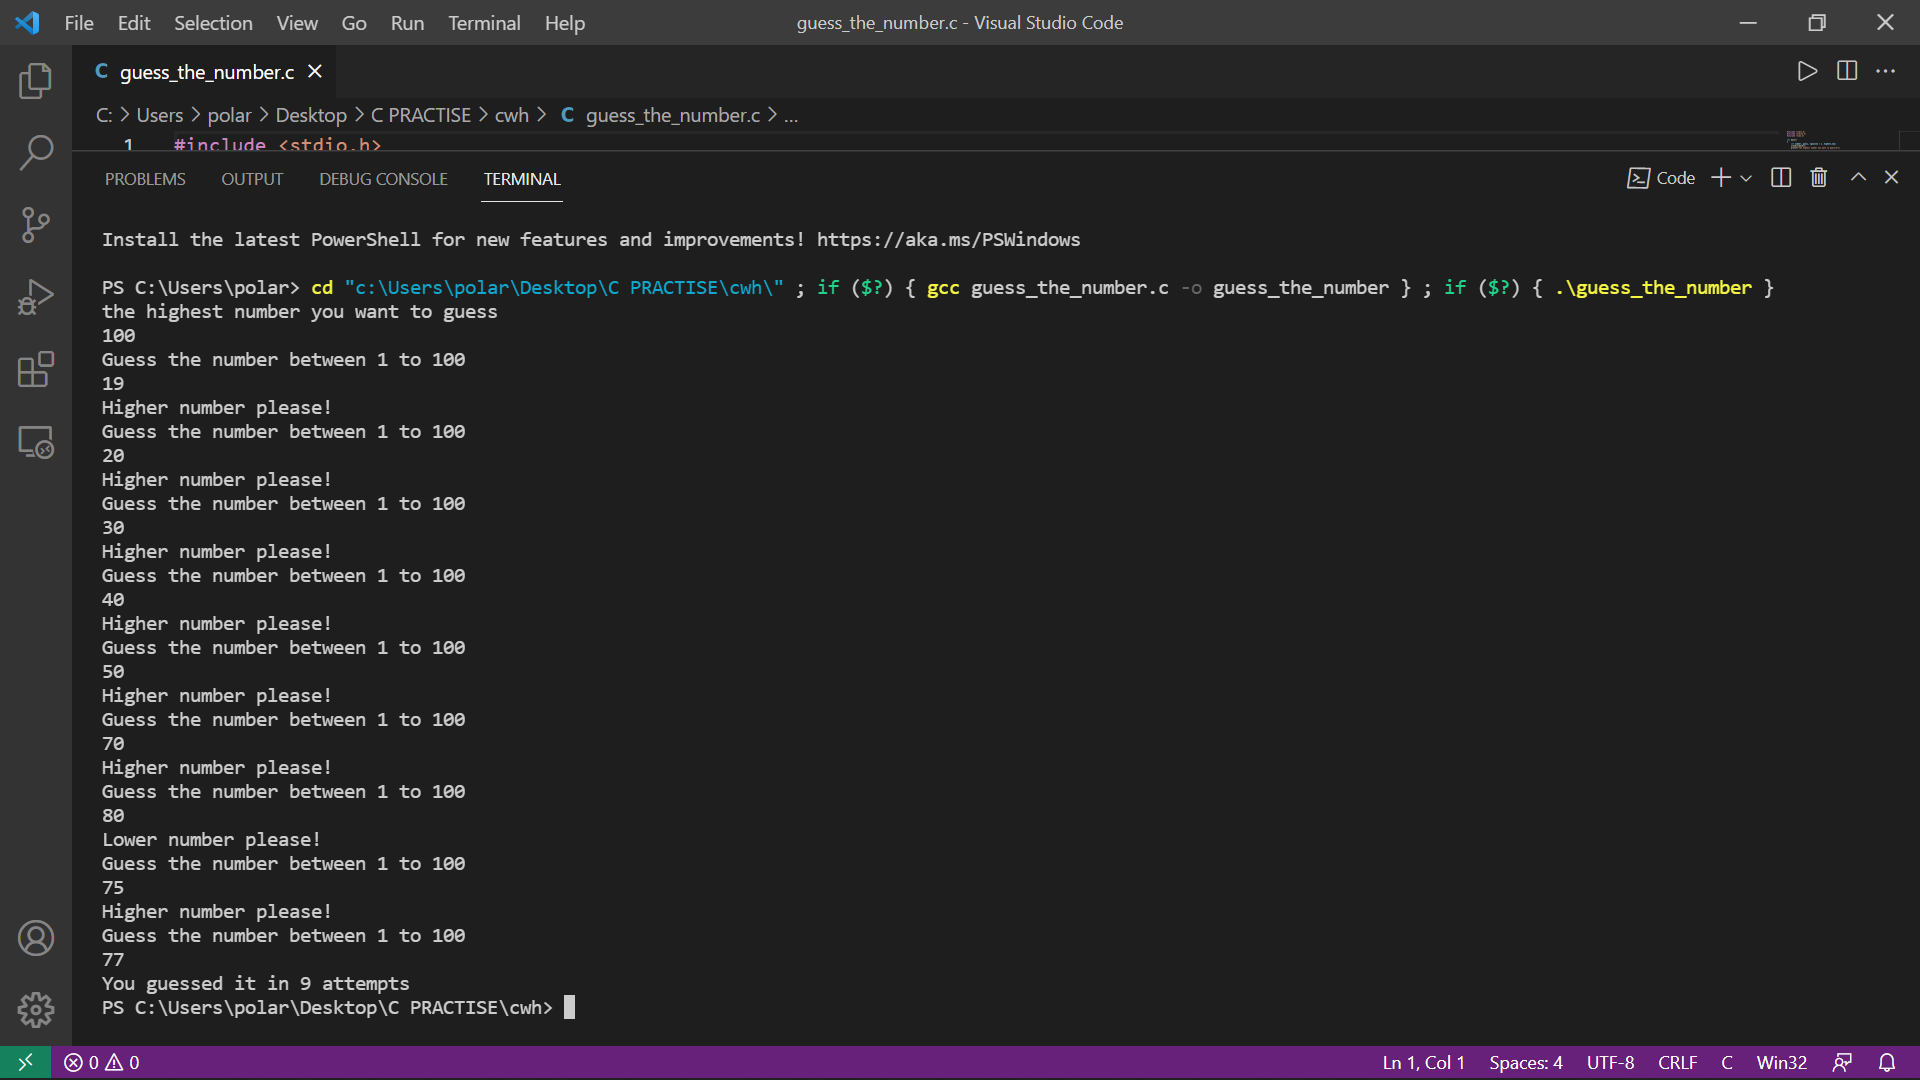 File Edit Selection View Go Run Terminal Help guess_the_number.c - Visual Studio Code
C guess_the_number.c
C: > Users > polar > Desktop > C PRACTISE > cwh > C guess_the_number.c > ...
1 #include <stdio.h>
PROBLEMS OUTPUT DEBUG CONSOLE TERMINAL Code
Install the latest PowerShell for new features and improvements! https://aka.ms/PSWindows
PS C:\Users\polar> cd "c:\Users\polar\Desktop\C PRACTISE\cwh\" ; if ($?) { gcc guess_the_number.c -o guess_the_number } ; if ($?) { .\guess_the_number }
the highest number you want to guess
100
Guess the number between 1 to 100
19
Higher number please!
Guess the number between 1 to 100
20
Higher number please!
Guess the number between 1 to 100
30
Higher number please!
Guess the number between 1 to 100
40
Higher number please!
Guess the number between 1 to 100
50
Higher number please!
Guess the number between 1 to 100
70
Higher number please!
Guess the number between 1 to 100
80
Lower number please!
Guess the number between 1 to 100
75
Higher number please!
Guess the number between 1 to 100
77
You guessed it in 9 attempts
PS C:\Users\polar\Desktop\C PRACTISE\cwh>
0 0 Ln 1, Col 1 Spaces: 4 UTF-8 CRLF C Win32